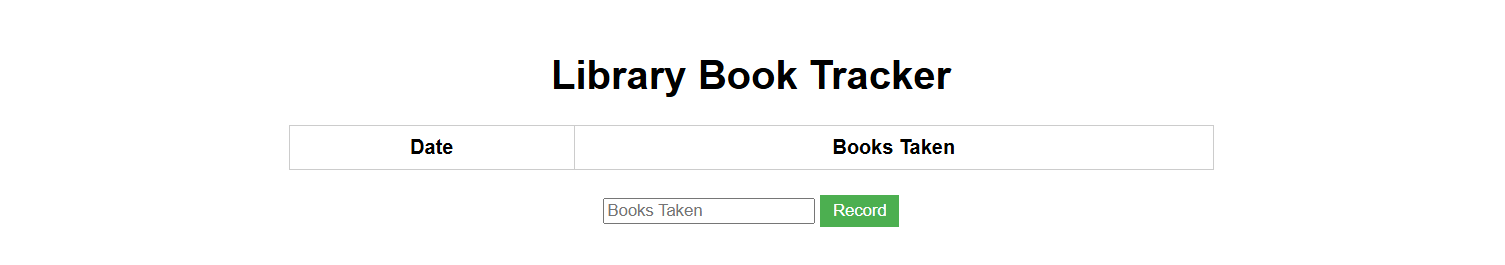 Library Book Tracker
Date Books Taken
Books Taken Record